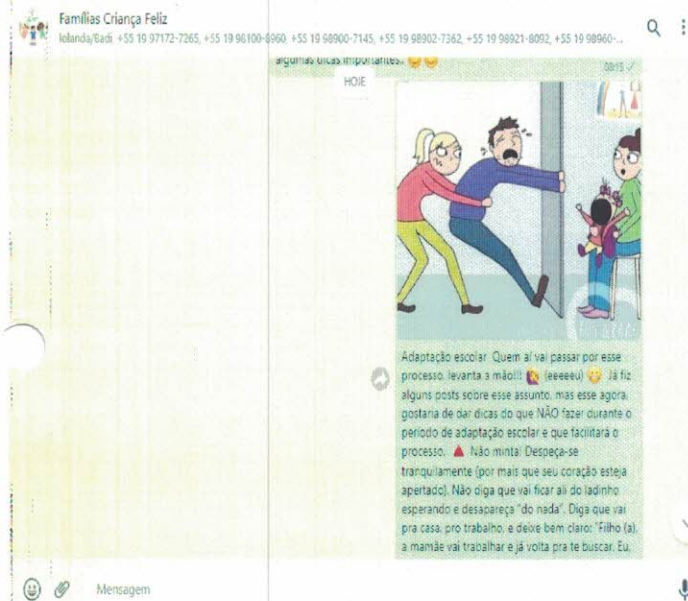 Famílias Criança Feliz
Iolanda/Badi +55 19 97172-7265, +55 19 98100-8960, +55 19 98900-7145, +55 19 98902-7362, +55 19 98921-8092, +55 19 98960-...
algumas dicas importantes.
08:15
HOJE
Adaptação escolar Quem aí vai passar por esse
processo, levanta a mão!!! (eeeeeu) Já fiz
alguns posts sobre esse assunto, mas esse agora,
gostaria de dar dicas do que NÃO fazer durante o
período de adaptação escolar e que facilitará o
processo. Não minta! Despeça-se
tranquilamente (por mais que seu coração esteja
apertado). Não diga que vai ficar ali do ladinho
esperando e desapareça "do nada". Diga que vai
pra casa, pro trabalho, e deixe bem claro: "Filho (a),
a mamãe vai trabalhar e já volta pra te buscar. Eu,
Mensagem